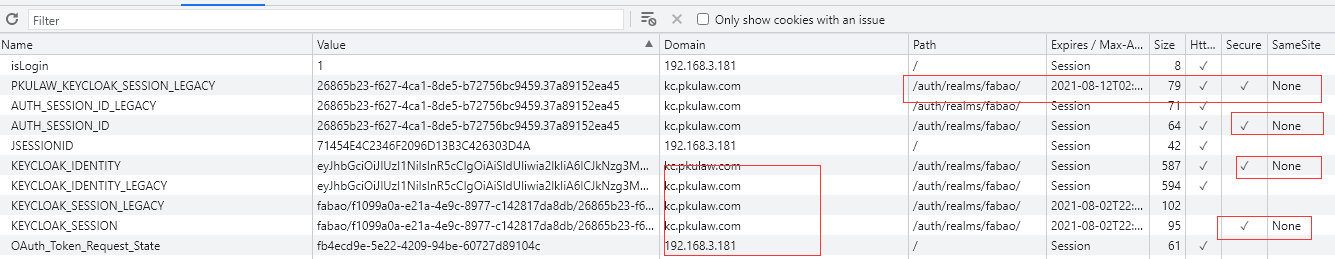 Filter Only show cookies with an issue
Name Value Domain Path Expires / Max-A... Size Htt... Secure SameSite
isLogin 1 192.168.3.181 / Session 8 ✓
PKULAW_KEYCLOAK_SESSION_LEGACY 26865b23-f627-4ca1-8de5-b72756bc9459.37a89152ea45 kc.pkulaw.com /auth/realms/fabao/ 2021-08-12T02:... 79 ✓ ✓ None
AUTH_SESSION_ID_LEGACY 26865b23-f627-4ca1-8de5-b72756bc9459.37a89152ea45 kc.pkulaw.com /auth/realms/fabao/ Session 71 ✓
AUTH_SESSION_ID 26865b23-f627-4ca1-8de5-b72756bc9459.37a89152ea45 kc.pkulaw.com /auth/realms/fabao/ Session 64 ✓ ✓ None
JSESSIONID 71454E4C2346F2096D13B3C426303D4A 192.168.3.181 / Session 42 ✓
KEYCLOAK_IDENTITY eyJhbGciOiJIUzI1NiIsInR5cCIgOiAiSldUIiwia2lkIiA6ICJkNzg3M... kc.pkulaw.com /auth/realms/fabao/ Session 587 ✓ ✓ None
KEYCLOAK_IDENTITY_LEGACY eyJhbGciOiJIUzI1NiIsInR5cCIgOiAiSldUIiwia2lkIiA6ICJkNzg3M... kc.pkulaw.com /auth/realms/fabao/ Session 594 ✓
KEYCLOAK_SESSION_LEGACY fabao/f1099a0a-e21a-4e9c-8977-c142817da8db/26865b23-f6... kc.pkulaw.com /auth/realms/fabao/ 2021-08-02T22:... 102
KEYCLOAK_SESSION fabao/f1099a0a-e21a-4e9c-8977-c142817da8db/26865b23-f6... kc.pkulaw.com /auth/realms/fabao/ 2021-08-02T22:... 95 ✓ None
OAuth_Token_Request_State fb4ecd9e-5e22-4209-94be-60727d89104c 192.168.3.181 / Session 61 ✓